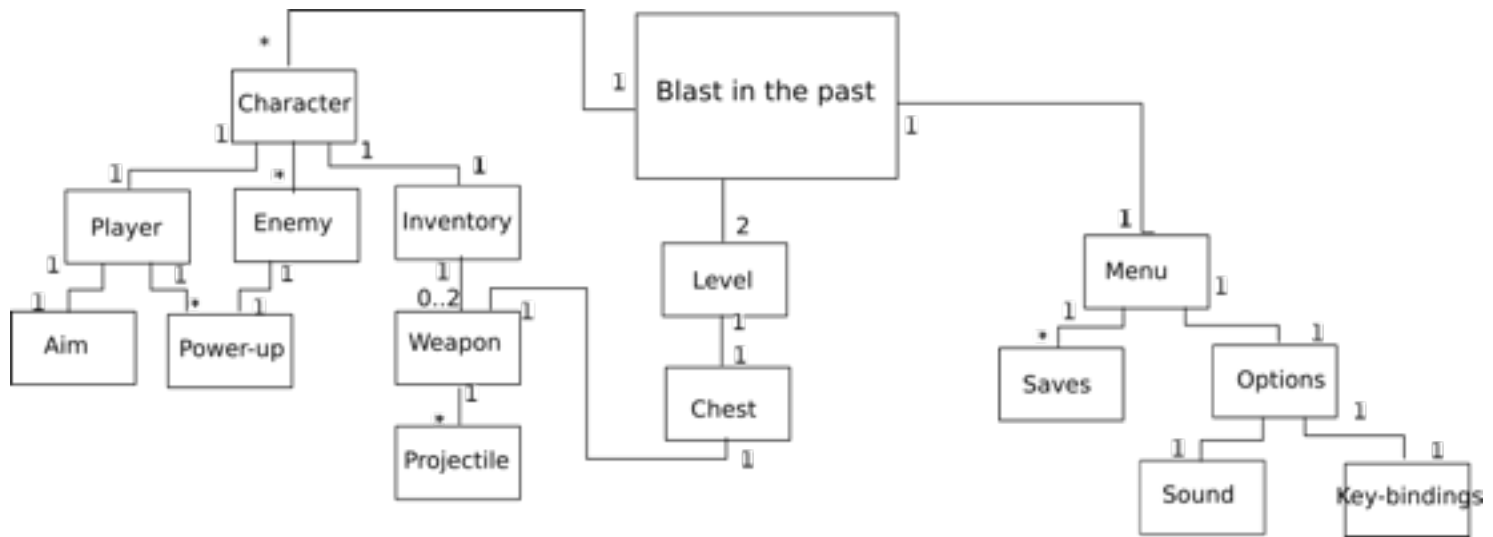 *
1
Blast in the past
Character
1
1
1
1
*
1
2
1
Player
Enemy
Inventory
Level
Menu
1
1
1
1
1
1
*
1
0..2
1
1
1
*
1
Aim
Power-up
Weapon
1
Chest
Saves
Options
1
*
1
1
1
1
Projectile
Sound
Key-bindings